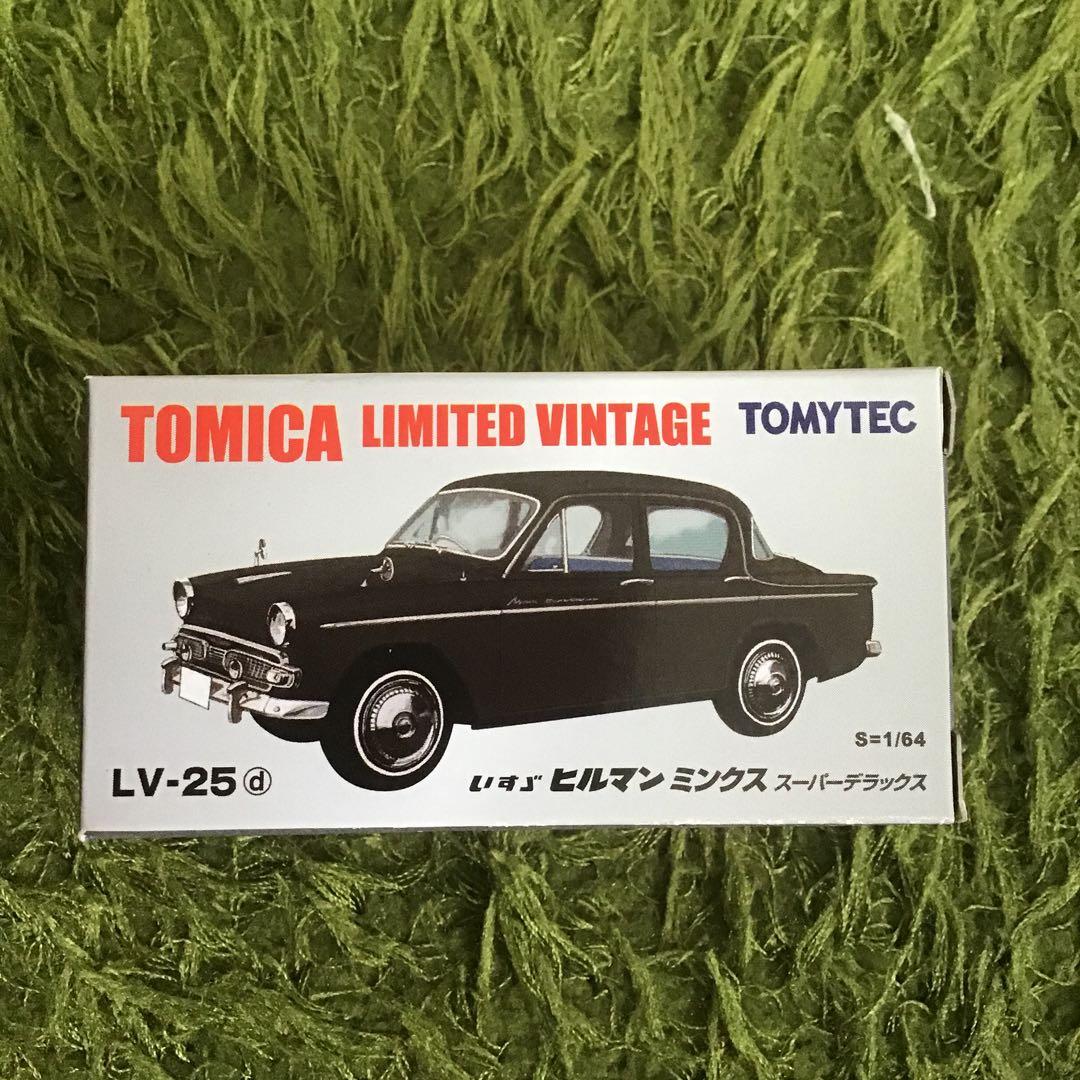 TOMICA LIMITED VINTAGE TOMYTEC
S=1/64
LV-25 ⓓ いすゞ ヒルマン ミンクス スーパーデラックス